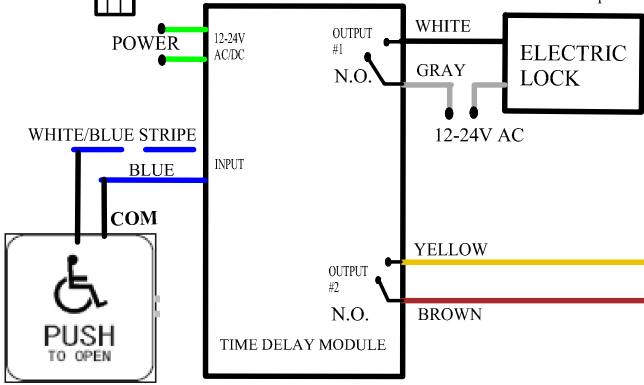 POWER
12-24V
AC/DC
OUTPUT
#1
N.O.
WHITE
GRAY
ELECTRIC
LOCK
12-24V AC
WHITE/BLUE STRIPE
BLUE
INPUT
COM
PUSH
TO OPEN
OUTPUT
#2
N.O.
YELLOW
BROWN
TIME DELAY MODULE